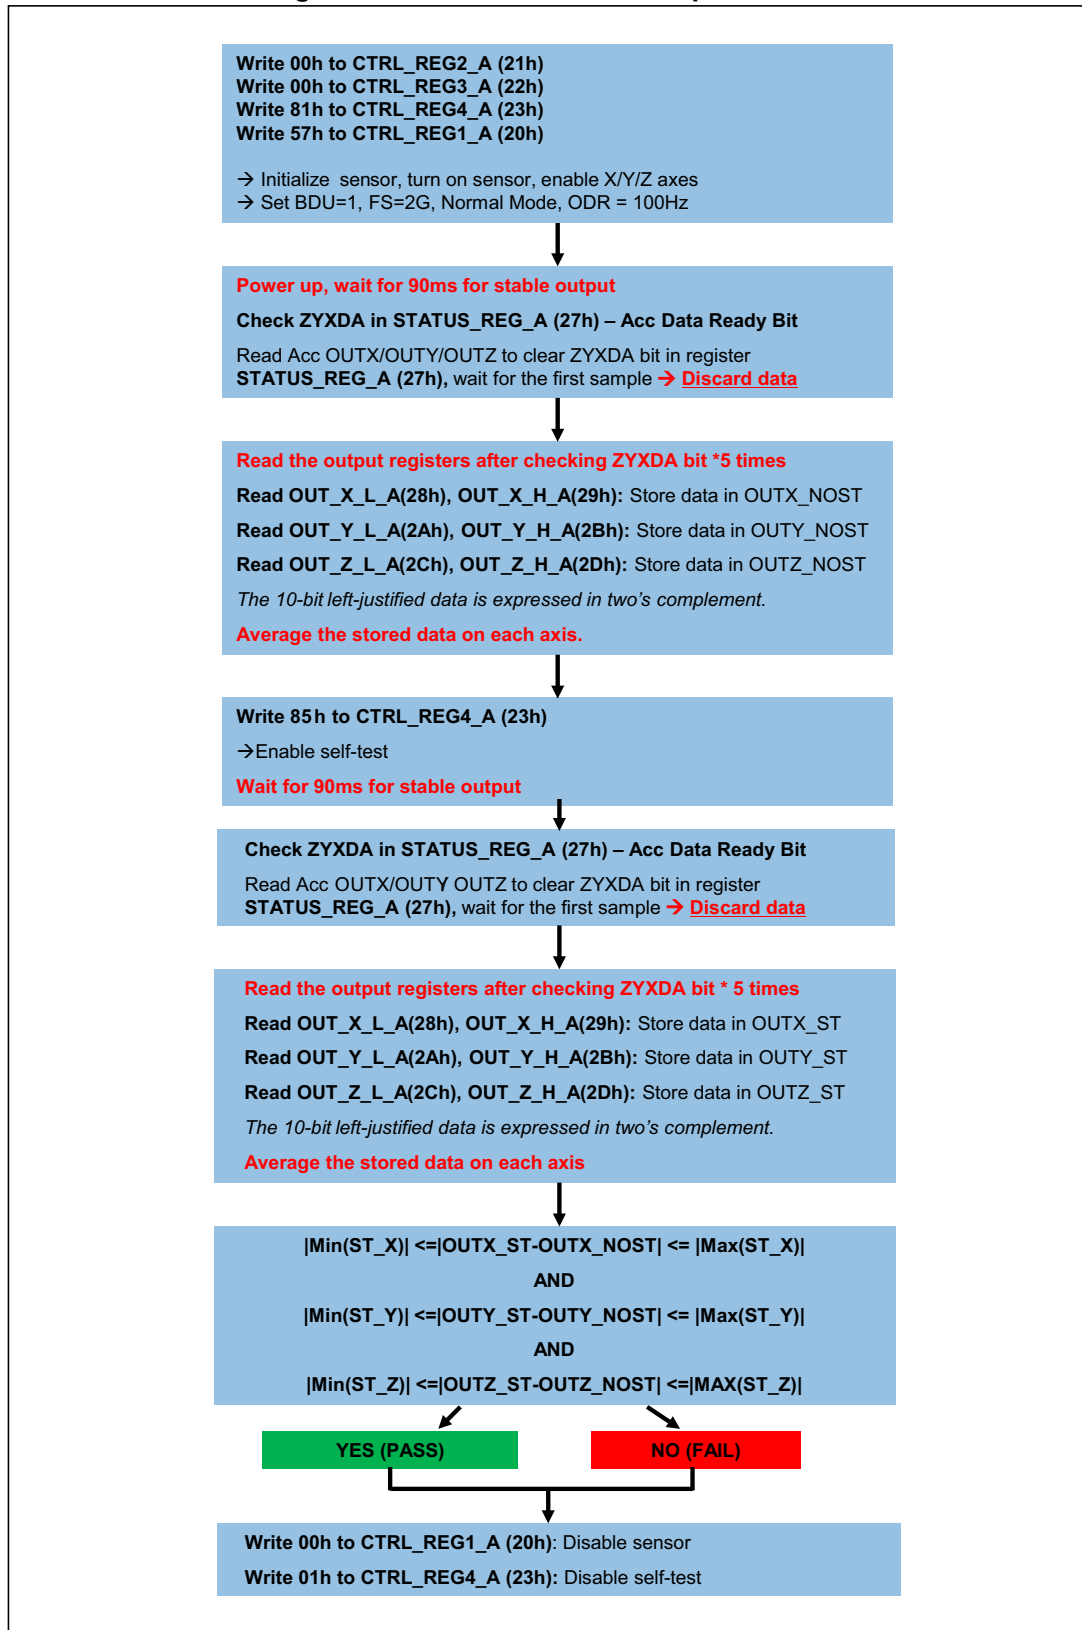 Write 00h to CTRL_REG2_A (21h)
Write 00h to CTRL_REG3_A (22h)
Write 81h to CTRL_REG4_A (23h)
Write 57h to CTRL_REG1_A (20h)
→ Initialize sensor, turn on sensor, enable X/Y/Z axes
→ Set BDU=1, FS=2G, Normal Mode, ODR = 100Hz
Power up, wait for 90ms for stable output
Check ZYXDA in STATUS_REG_A (27h) – Acc Data Ready Bit
Read Acc OUTX/OUTY/OUTZ to clear ZYXDA bit in register
STATUS_REG_A (27h), wait for the first sample → Discard data
Read the output registers after checking ZYXDA bit *5 times
Read OUT_X_L_A(28h), OUT_X_H_A(29h): Store data in OUTX_NOST
Read OUT_Y_L_A(2Ah), OUT_Y_H_A(2Bh): Store data in OUTY_NOST
Read OUT_Z_L_A(2Ch), OUT_Z_H_A(2Dh): Store data in OUTZ_NOST
The 10-bit left-justified data is expressed in two's complement.
Average the stored data on each axis.
Write 85h to CTRL_REG4_A (23h)
→Enable self-test
Wait for 90ms for stable output
Check ZYXDA in STATUS_REG_A (27h) – Acc Data Ready Bit
Read Acc OUTX/OUTY OUTZ to clear ZYXDA bit in register
STATUS_REG_A (27h), wait for the first sample → Discard data
Read the output registers after checking ZYXDA bit * 5 times
Read OUT_X_L_A(28h), OUT_X_H_A(29h): Store data in OUTX_ST
Read OUT_Y_L_A(2Ah), OUT_Y_H_A(2Bh): Store data in OUTY_ST
Read OUT_Z_L_A(2Ch), OUT_Z_H_A(2Dh): Store data in OUTZ_ST
The 10-bit left-justified data is expressed in two's complement.
Average the stored data on each axis
|Min(ST_X)| <=|OUTX_ST-OUTX_NOST| <= |Max(ST_X)|
AND
|Min(ST_Y)| <=|OUTY_ST-OUTY_NOST| <= |Max(ST_Y)|
AND
|Min(ST_Z)| <=|OUTZ_ST-OUTZ_NOST| <=|MAX(ST_Z)|
YES (PASS)
NO (FAIL)
Write 00h to CTRL_REG1_A (20h): Disable sensor
Write 01h to CTRL_REG4_A (23h): Disable self-test